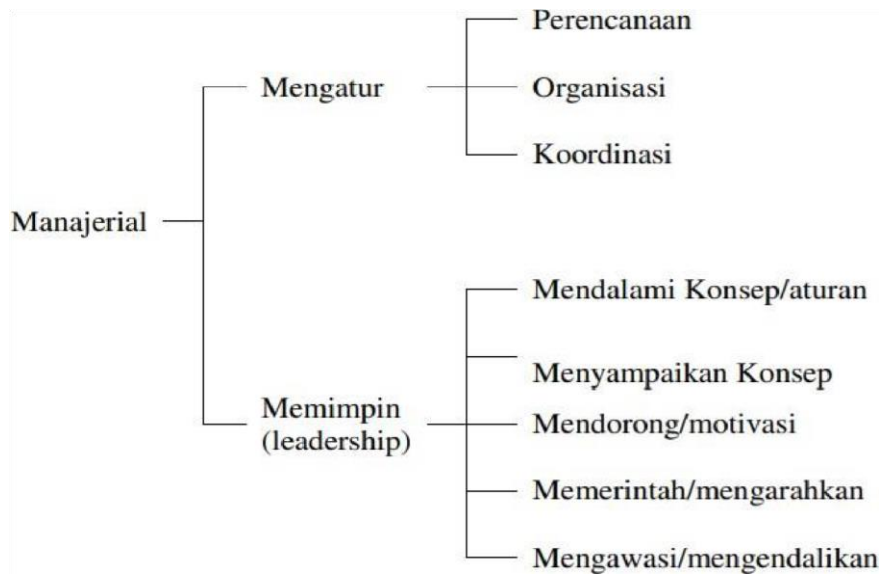 Perencanaan
Mengatur
Organisasi
Koordinasi
Manajerial
Mendalami Konsep/aturan
Menyampaikan Konsep
Memimpin
(leadership)
Mendorong/motivasi
Memerintah/mengarahkan
Mengawasi/mengendalikan